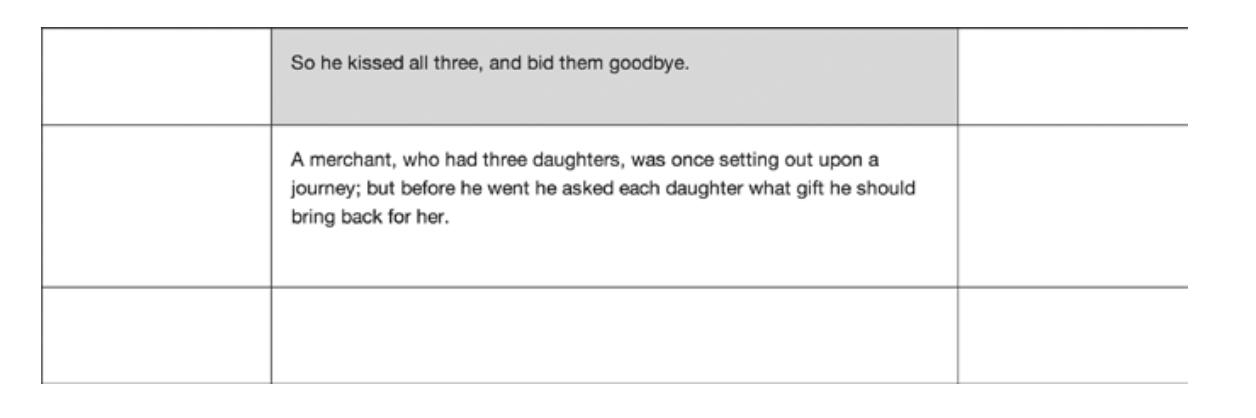 So he kissed all three, and bid them goodbye.
A merchant, who had three daughters, was once setting out upon a
journey; but before he went he asked each daughter what gift he should
bring back for her.